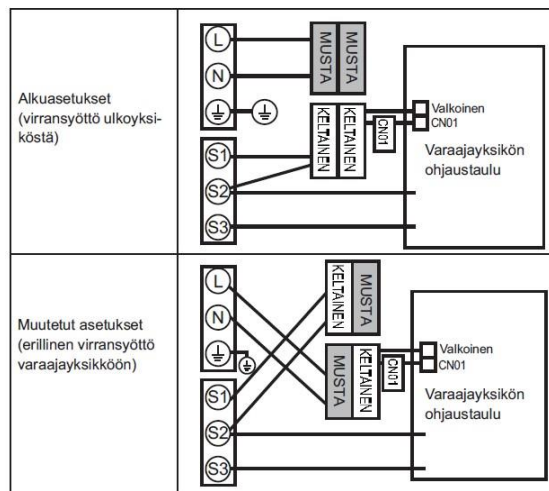 Alkuasetukset
(virransyöttö ulkoyksi-
köstä)
L
N
S1
S2
S3
MUSTA
MUSTA
KELTAINEN
KELTAINEN
CN01
Valkoinen
CN01
Varaajayksikön
ohjaustaulu
Muutetut asetukset
(erillinen virransyöttö
varaajayksikköön)
L
N
S1
S2
S3
KELTAINEN
MUSTA
MUSTA
KELTAINEN
CN01
Valkoinen
CN01
Varaajayksikön
ohjaustaulu